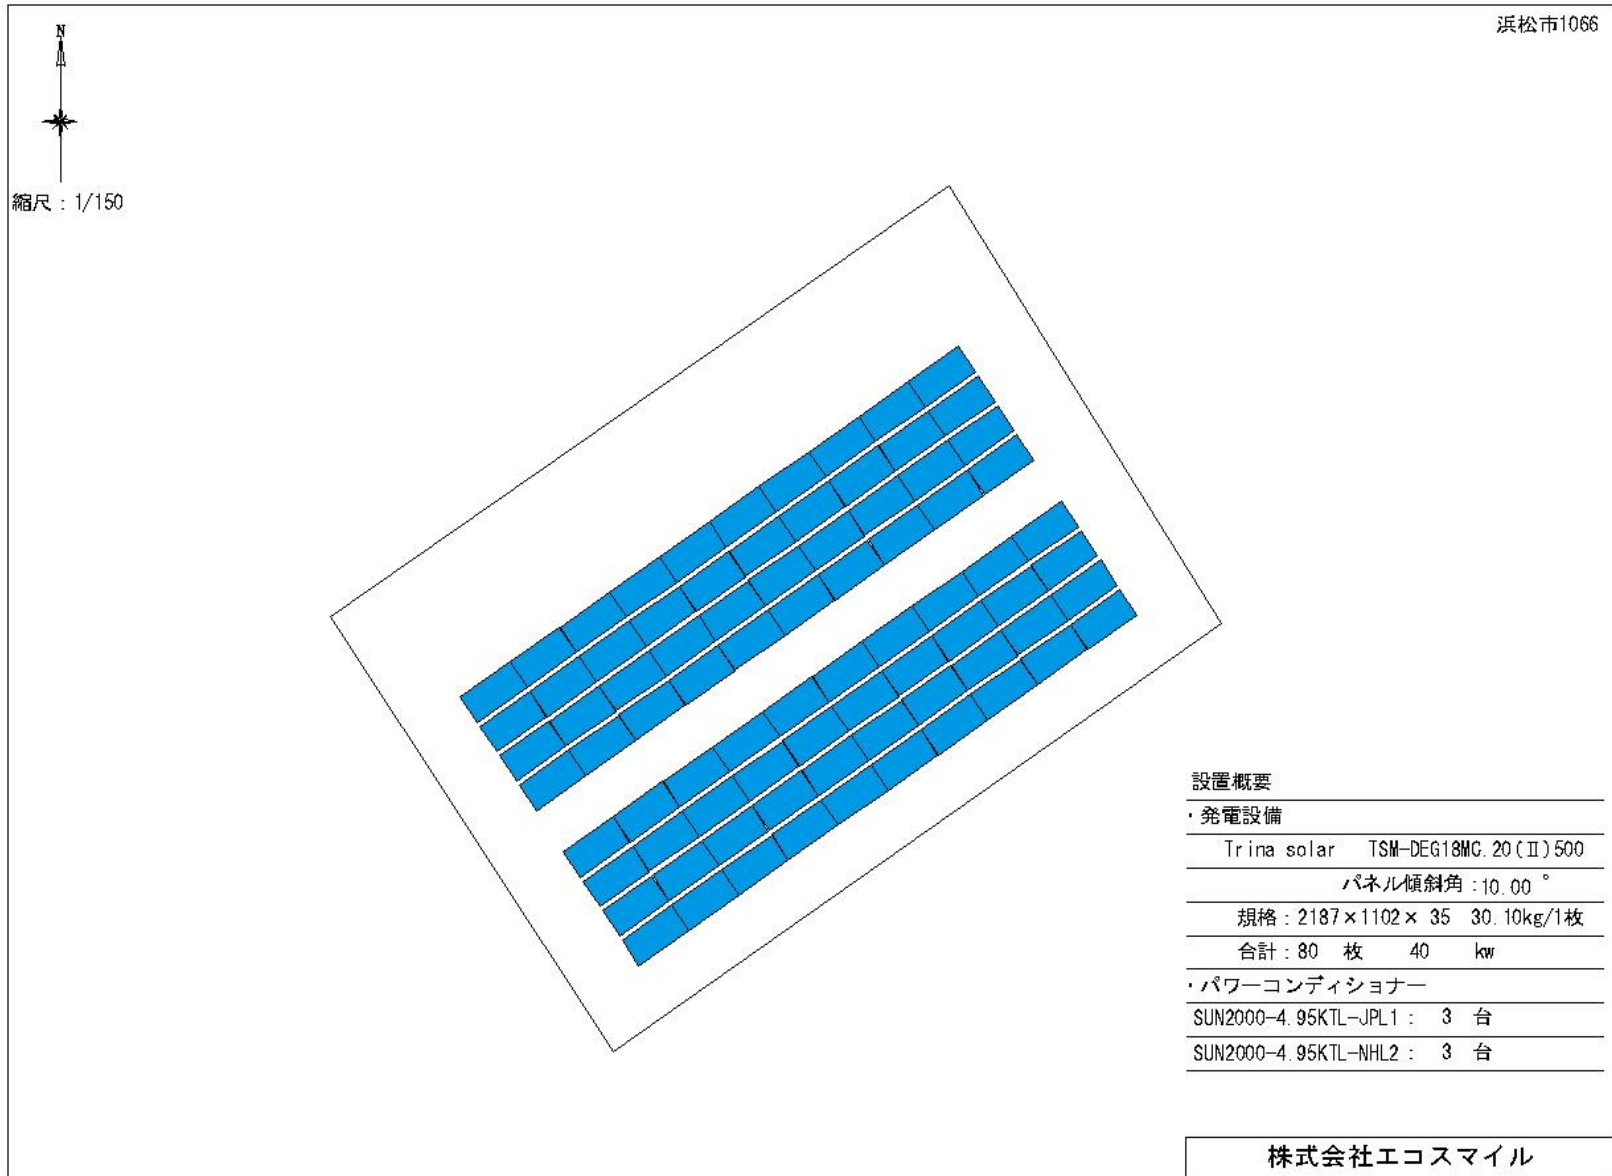 浜松市1066
N
縮尺：1/150
設置概要
・発電設備
Trina solar TSM-DEG18MC.20(Ⅱ)500
パネル傾斜角：10.00 °
規格：2187×1102× 35 30.10kg/1枚
合計：80 枚 40 kw
・パワーコンディショナー
SUN2000-4.95KTL-JPL1： 3 台
SUN2000-4.95KTL-NHL2： 3 台
株式会社エコスマイル